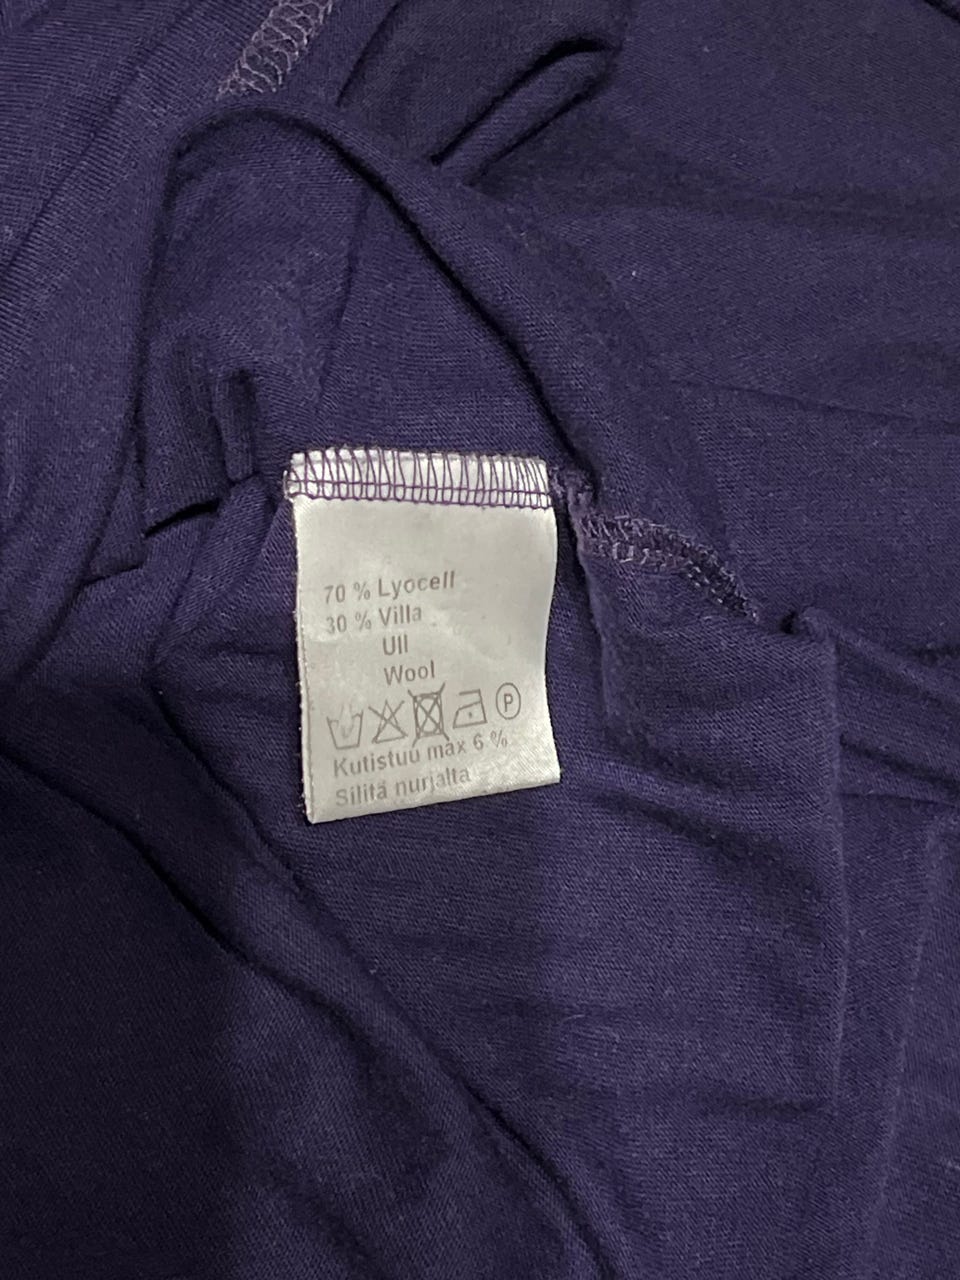 70 % Lyocell
30 % Villa
Ull
Wool
P
Kutistuu max 6 %
Silitä nurjalta